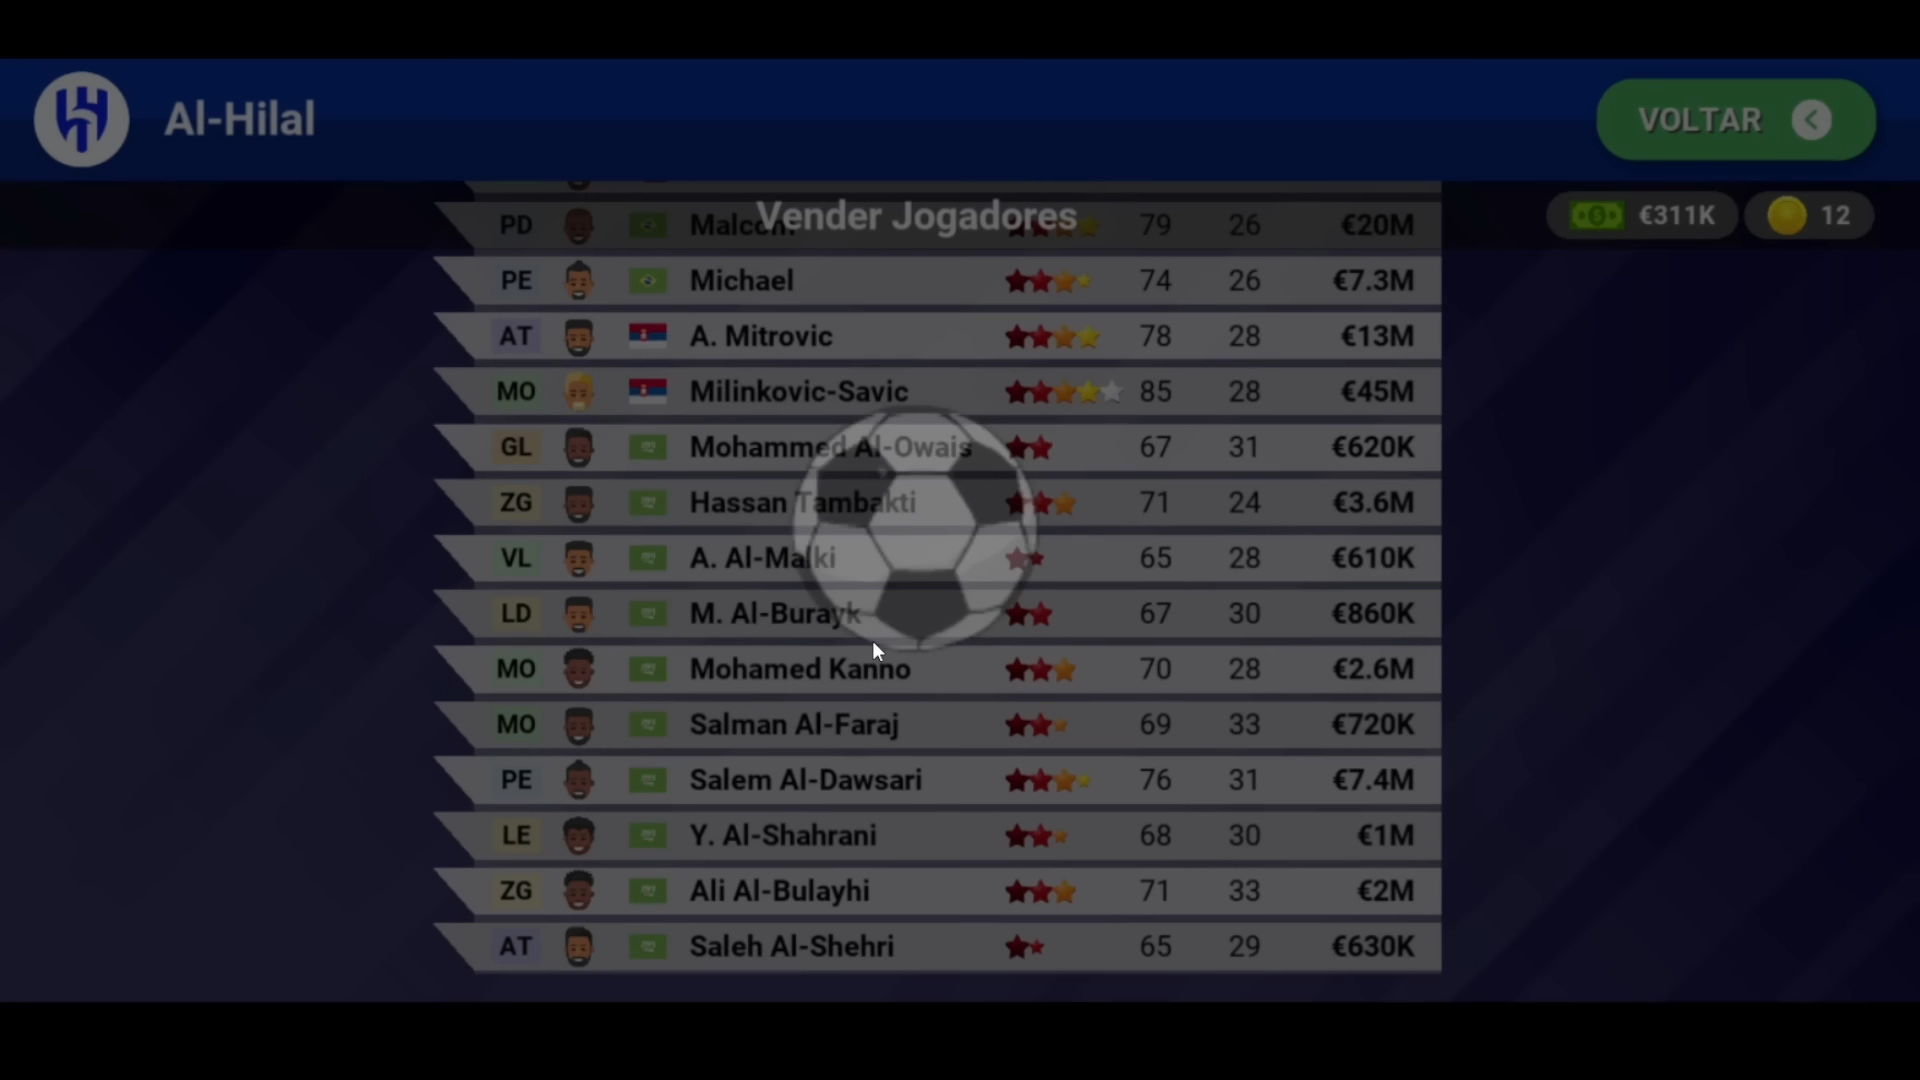 Al-Hilal
VOLTAR
Vender Jogadores
€311K 12
PD Malcom 79 26 €20M
PE Michael 74 26 €7.3M
AT A. Mitrovic 78 28 €13M
MO Milinkovic-Savic 85 28 €45M
GL Mohammed Al-Owais 67 31 €620K
ZG Hassan Tambakti 71 24 €3.6M
VL A. Al-Malki 65 28 €610K
LD M. Al-Burayk 67 30 €860K
MO Mohamed Kanno 70 28 €2.6M
MO Salman Al-Faraj 69 33 €720K
PE Salem Al-Dawsari 76 31 €7.4M
LE Y. Al-Shahrani 68 30 €1M
ZG Ali Al-Bulayhi 71 33 €2M
AT Saleh Al-Shehri 65 29 €630K